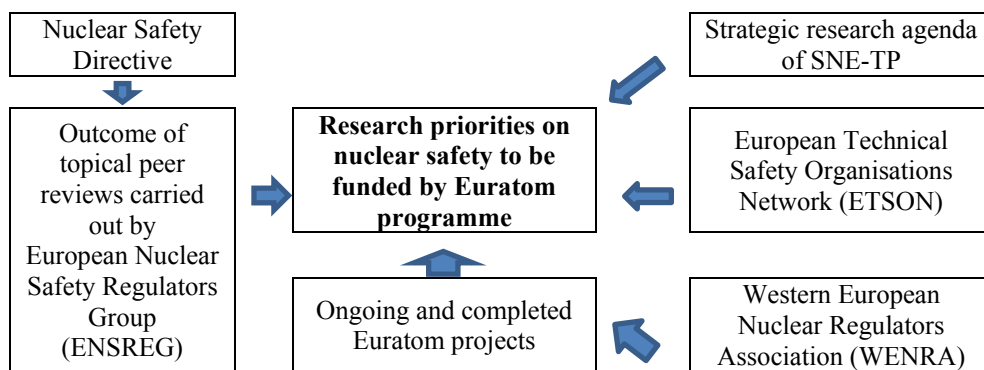 Nuclear Safety
Directive
Outcome of
topical peer
reviews carried
out by
European Nuclear
Safety Regulators
Group
(ENSREG)
Research priorities on
nuclear safety to be
funded by Euratom
programme
Ongoing and completed
Euratom projects
Strategic research agenda
of SNE-TP
European Technical
Safety Organisations
Network (ETSON)
Western European
Nuclear Regulators
Association (WENRA)